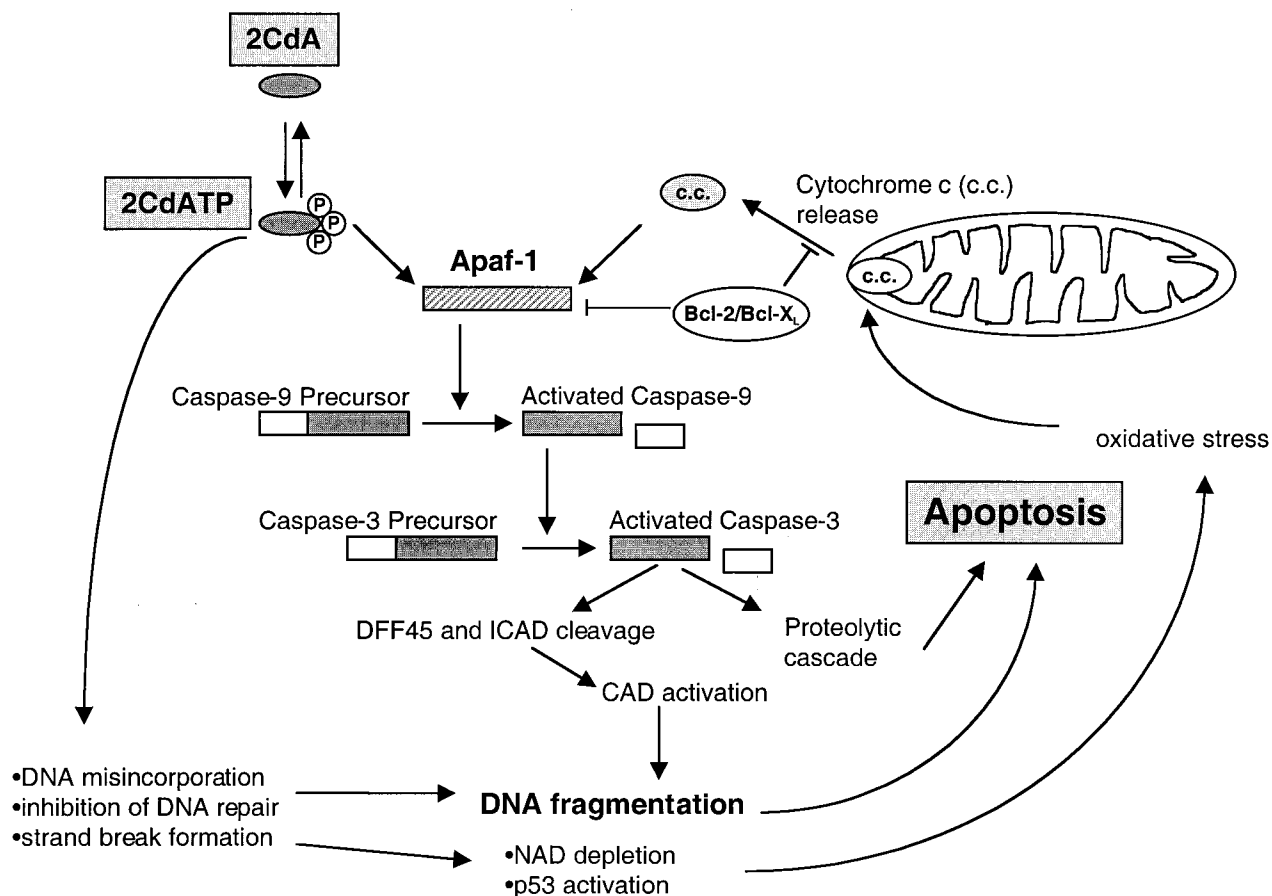 2CdA
2CdATP
P
P
P
c.c.
Cytochrome c (c.c.)
release
c.c.
Apaf-1
Bcl-2/Bcl-XL
Caspase-9 Precursor
Activated Caspase-9
oxidative stress
Apoptosis
Caspase-3 Precursor
Activated Caspase-3
DFF45 and ICAD cleavage
Proteolytic
cascade
CAD activation
•DNA misincorporation
•inhibition of DNA repair
•strand break formation
DNA fragmentation
•NAD depletion
•p53 activation